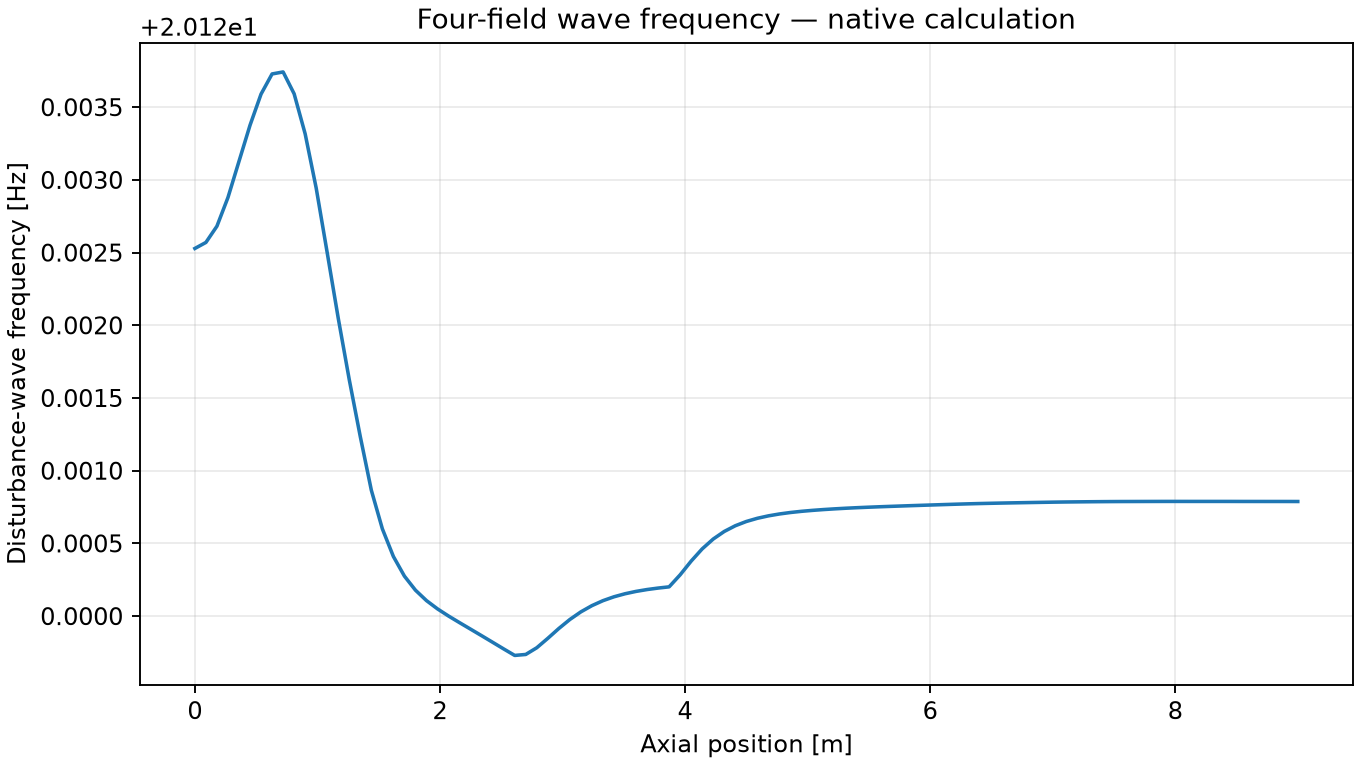 Four-field wave frequency — native calculation
+2.012e1
Disturbance-wave frequency [Hz]
0.0035
0.0030
0.0025
0.0020
0.0015
0.0010
0.0005
0.0000
0 2 4 6 8
Axial position [m]